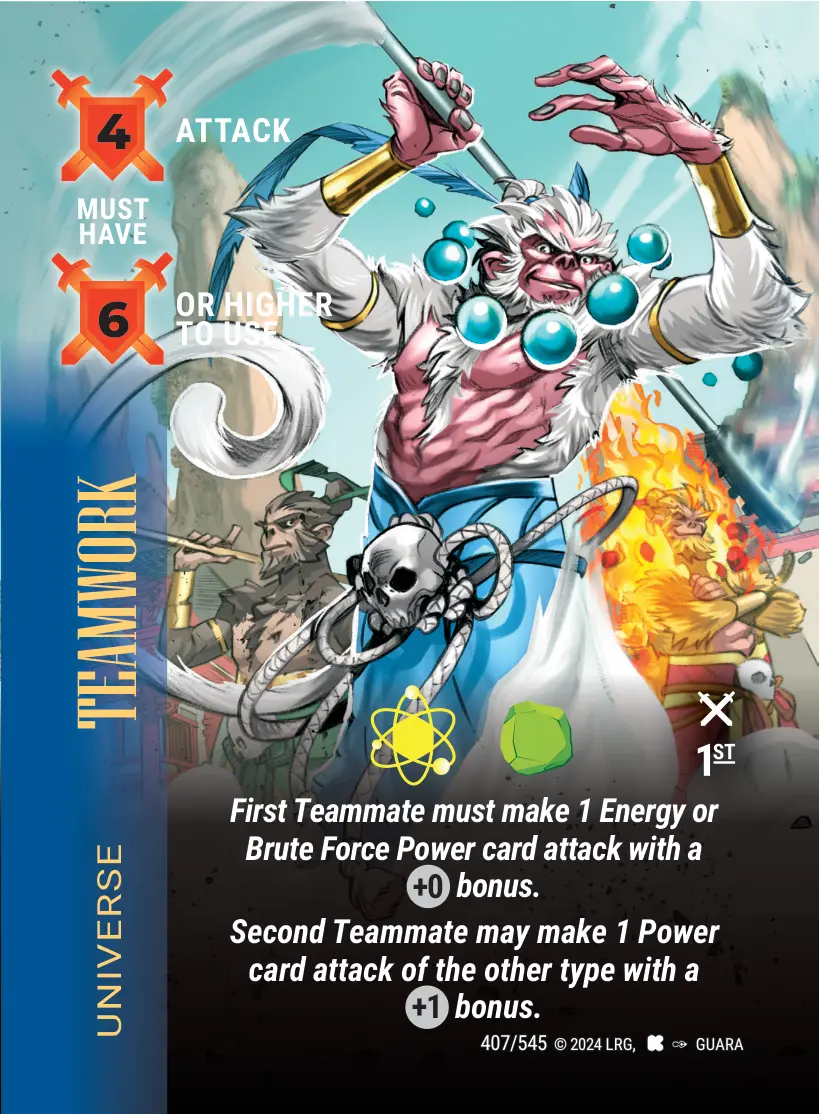 4 ATTACK
MUST
HAVE
6 OR HIGHER
TO USE
TEAMWORK
UNIVERSE
1ST
First Teammate must make 1 Energy or
Brute Force Power card attack with a
+0 bonus.
Second Teammate may make 1 Power
card attack of the other type with a
+1 bonus.
407/545 © 2024 LRG, GUARA